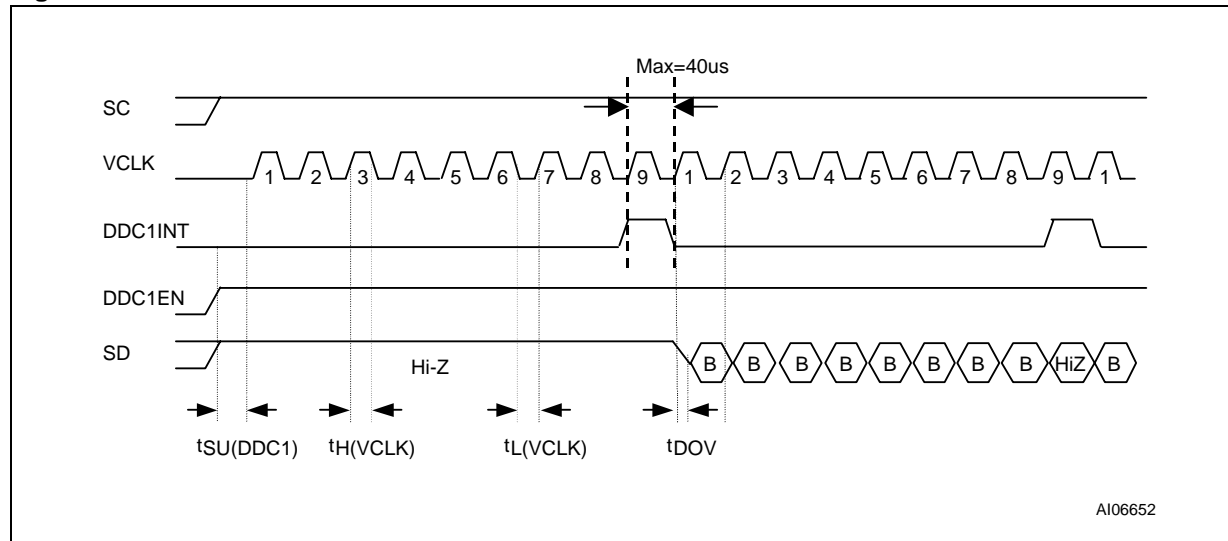 Max=40us
SC
VCLK
1 2 3 4 5 6 7 8 9 1 2 3 4 5 6 7 8 9 1
DDC1INT
DDC1EN
SD
Hi-Z
B B B B B B B B HiZ B
tSU(DDC1) tH(VCLK) tL(VCLK) tDOV
AI06652